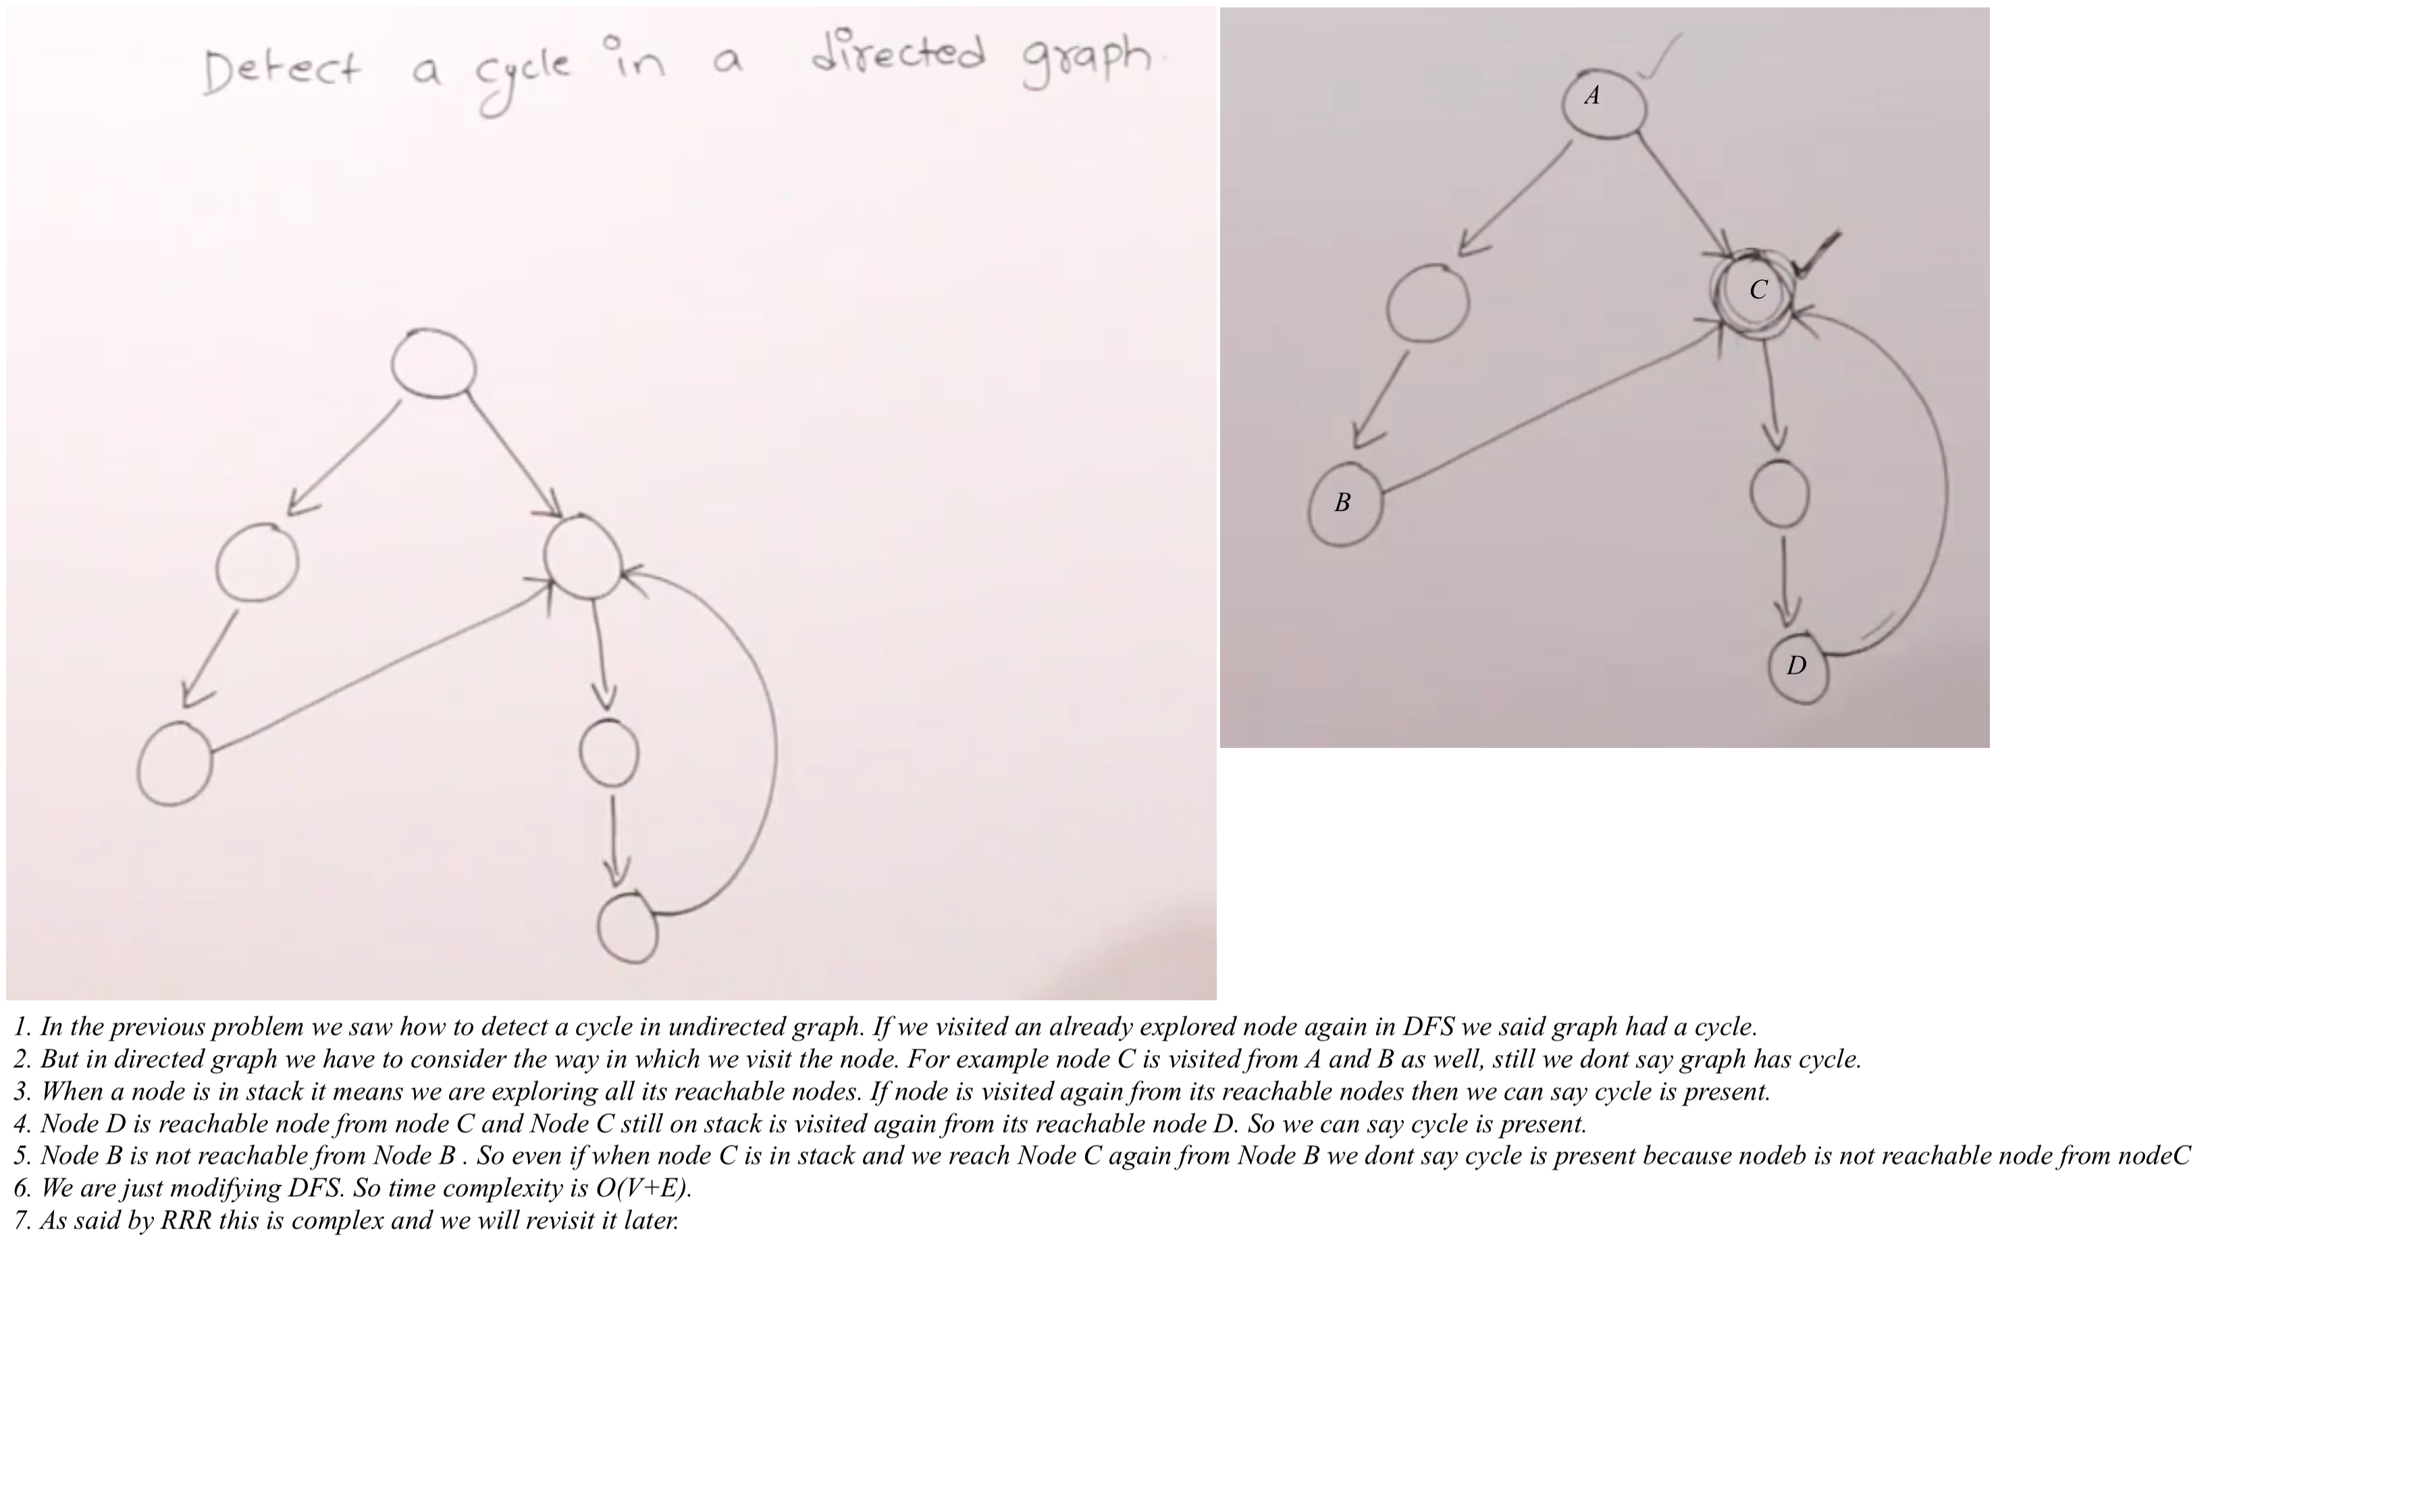 Detect a cycle in a directed graph.
A
C
B
D
1. In the previous problem we saw how to detect a cycle in undirected graph. If we visited an already explored node again in DFS we said graph had a cycle.
2. But in directed graph we have to consider the way in which we visit the node. For example node C is visited from A and B as well, still we dont say graph has cycle.
3. When a node is in stack it means we are exploring all its reachable nodes. If node is visited again from its reachable nodes then we can say cycle is present.
4. Node D is reachable node from node C and Node C still on stack is visited again from its reachable node D. So we can say cycle is present.
5. Node B is not reachable from Node B . So even if when node C is in stack and we reach Node C again from Node B we dont say cycle is present because nodeb is not reachable node from nodeC
6. We are just modifying DFS. So time complexity is O(V+E).
7. As said by RRR this is complex and we will revisit it later.